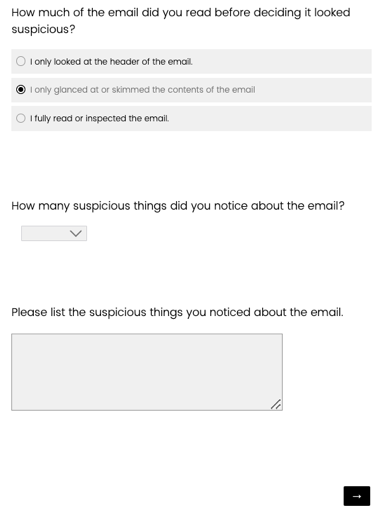 How much of the email did you read before deciding it looked
suspicious?
I only looked at the header of the email.
I only glanced at or skimmed the contents of the email
I fully read or inspected the email.
How many suspicious things did you notice about the email?
Please list the suspicious things you noticed about the email.
→